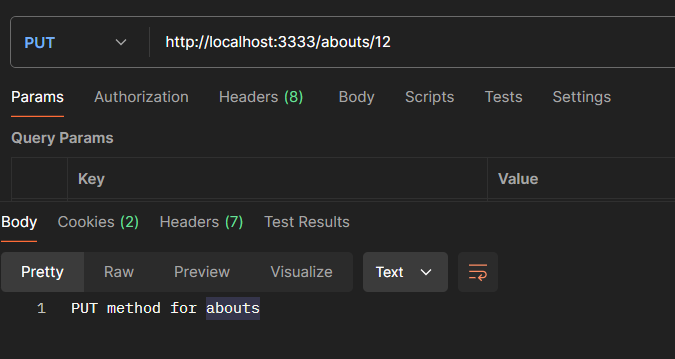 PUT http://localhost:3333/abouts/12
Params Authorization Headers (8) Body Scripts Tests Settings
Query Params
Key Value
Body Cookies (2) Headers (7) Test Results
Pretty Raw Preview Visualize Text
1 PUT method for abouts